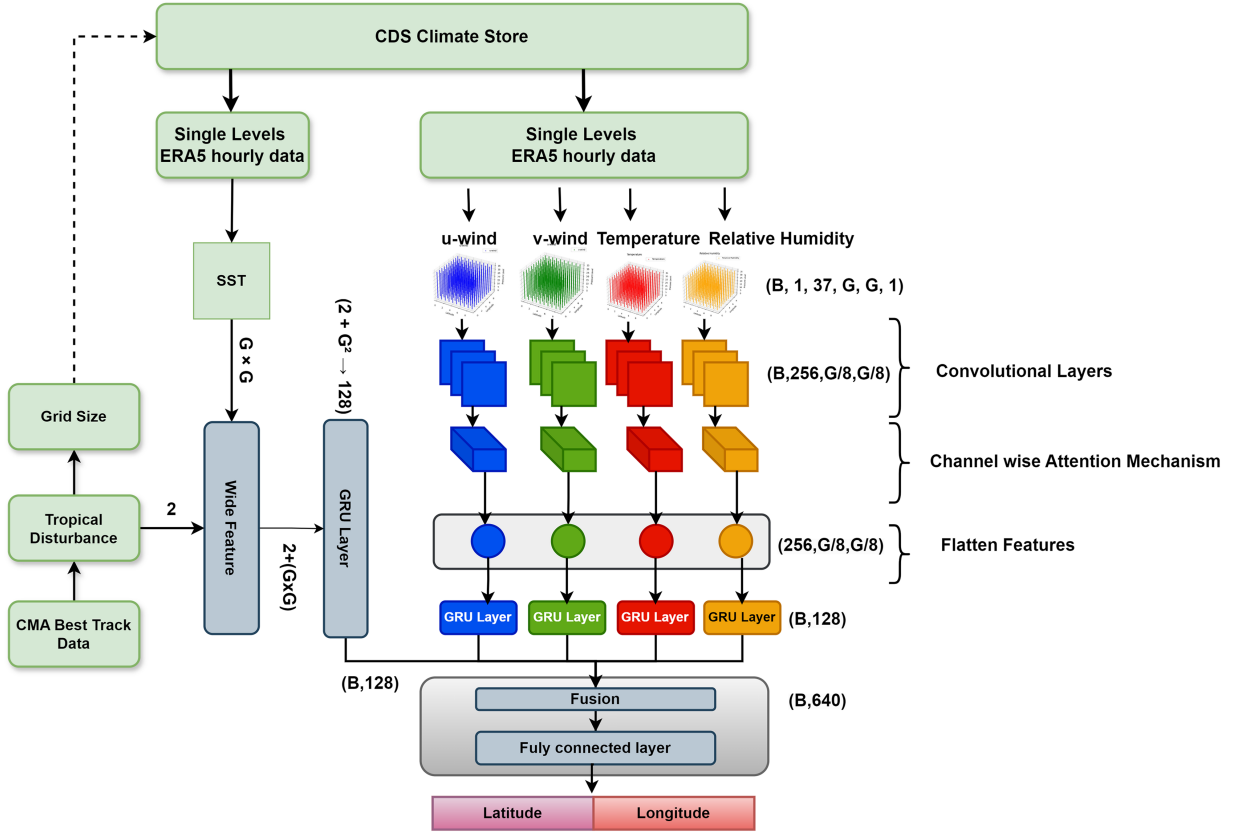 CDS Climate Store
Single Levels
ERA5 hourly data
Single Levels
ERA5 hourly data
SST
u-wind
v-wind
Temperature
Relative Humidity
(B, 1, 37, G, G, 1)
G × G
(2 + G² → 128)
(B,256,G/8,G/8)
Convolutional Layers
Channel wise Attention Mechanism
Grid Size
Tropical
Disturbance
CMA Best Track
Data
2
Wide Feature
2+(GxG)
GRU Layer
(256,G/8,G/8)
Flatten Features
GRU Layer
GRU Layer
GRU Layer
GRU Layer
(B,128)
(B,128)
Fusion
(B,640)
Fuly connected layer
Latitude
Longitude